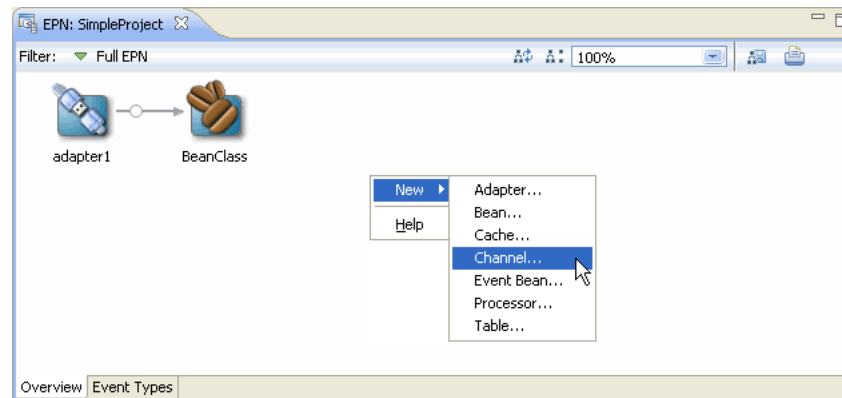 EPN: SimpleProject
Filter: Full EPN 100%
adapter1 BeanClass
New
Help
Adapter...
Bean...
Cache...
Channel...
Event Bean...
Processor...
Table...
Overview Event Types